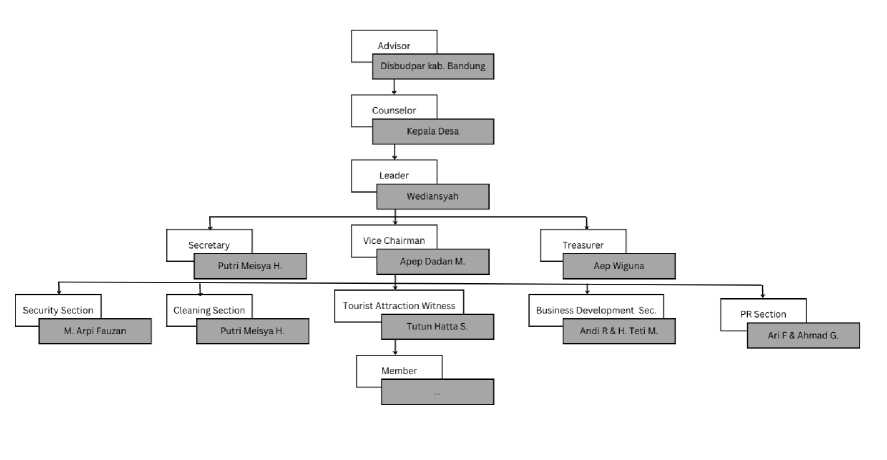 Advisor
Disbudpar kab. Bandung
Counselor
Kepala Desa
Leader
Wediansyah
Secretary
Putri Meisya H.
Vice Chairman
Apep Dadan M.
Treasurer
Aep Wiguna
Security Section
M. Arpi Fauzan
Cleaning Section
Putri Meisya H.
Tourist Attraction Witness
Tutun Hatta S.
Business Development Sec.
Andi R & H. Teti M.
PR Section
Ari F & Ahmad G.
Member
...